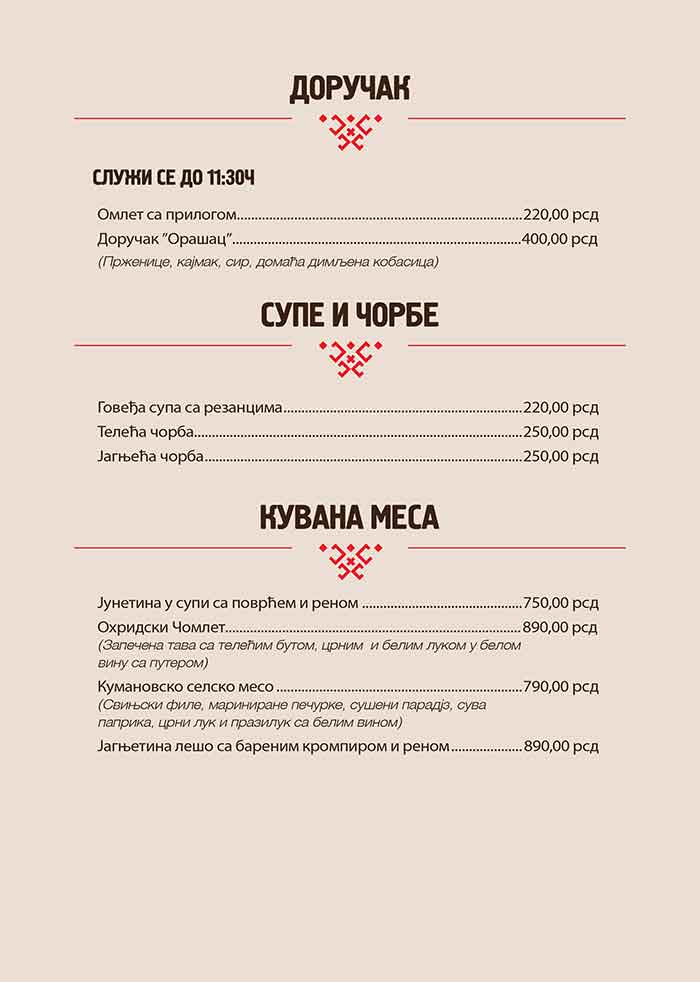 ДОРУЧАК
СЛУЖИ СЕ ДО 11:30Ч
Омлет са прилогом......................................................................220,00 рсд
Доручак ”Орашац”.......................................................................400,00 рсд
(Прженице, кајмак, сир, домаћа димљена кобасица)
СУПЕ И ЧОРБЕ
Говеђа супа са резанцима...........................................................220,00 рсд
Телећа чорба................................................................................250,00 рсд
Јагњећа чорба..............................................................................250,00 рсд
КУВАНА МЕСА
Јунетина у супи са поврћем и реном .......................................750,00 рсд
Охридски Чомлет.........................................................................890,00 рсд
(Запечена тава са телећим бутом, црним и белим луком у белом
вину са путером)
Кумановско селско месо ............................................................790,00 рсд
(Свињски филе, мариниране печурке, сушени парадјз, сува
паприка, црни лук и празилук са белим вином)
Јагњетина лешо са бареним кромпиром и реном ..................890,00 рсд